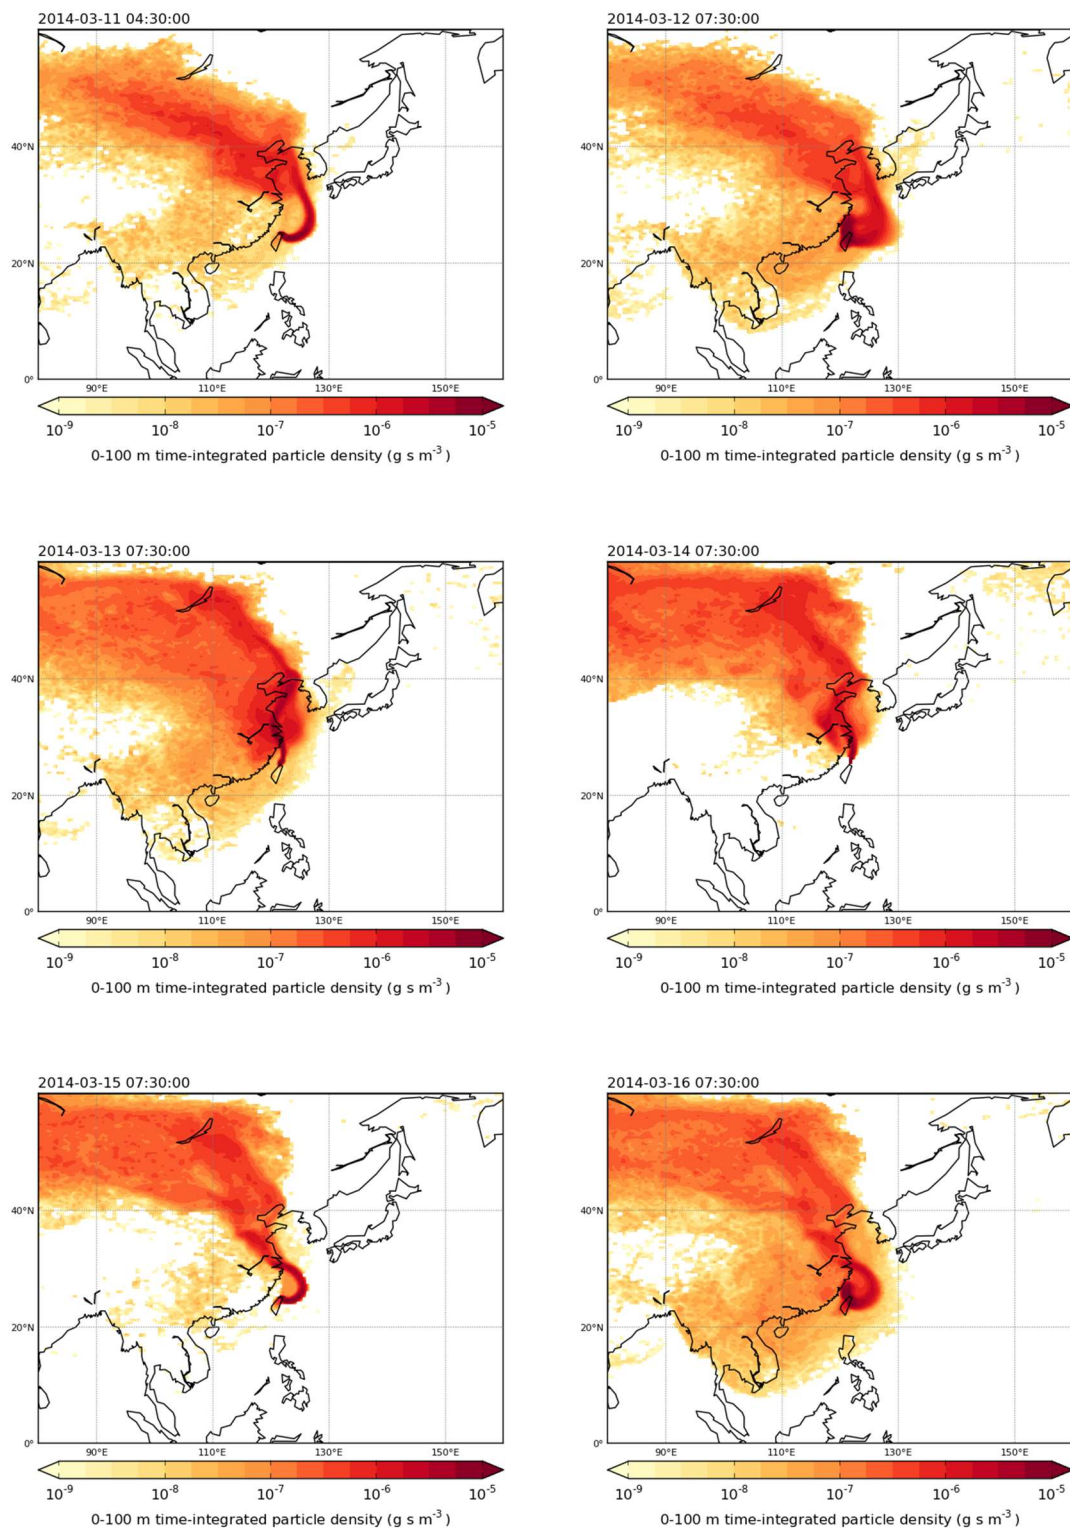 2014-03-11 04:30:00
40°N
20°N
0°
90°E 110°E 130°E 150°E
10⁻⁹ 10⁻⁸ 10⁻⁷ 10⁻⁶ 10⁻⁵
0-100 m time-integrated particle density (g s m⁻³)
2014-03-12 07:30:00
40°N
20°N
0°
90°E 110°E 130°E 150°E
10⁻⁹ 10⁻⁸ 10⁻⁷ 10⁻⁶ 10⁻⁵
0-100 m time-integrated particle density (g s m⁻³)
2014-03-13 07:30:00
40°N
20°N
0°
90°E 110°E 130°E 150°E
10⁻⁹ 10⁻⁸ 10⁻⁷ 10⁻⁶ 10⁻⁵
0-100 m time-integrated particle density (g s m⁻³)
2014-03-14 07:30:00
40°N
20°N
0°
90°E 110°E 130°E 150°E
10⁻⁹ 10⁻⁸ 10⁻⁷ 10⁻⁶ 10⁻⁵
0-100 m time-integrated particle density (g s m⁻³)
2014-03-15 07:30:00
40°N
20°N
0°
90°E 110°E 130°E 150°E
10⁻⁹ 10⁻⁸ 10⁻⁷ 10⁻⁶ 10⁻⁵
0-100 m time-integrated particle density (g s m⁻³)
2014-03-16 07:30:00
40°N
20°N
0°
90°E 110°E 130°E 150°E
10⁻⁹ 10⁻⁸ 10⁻⁷ 10⁻⁶ 10⁻⁵
0-100 m time-integrated particle density (g s m⁻³)